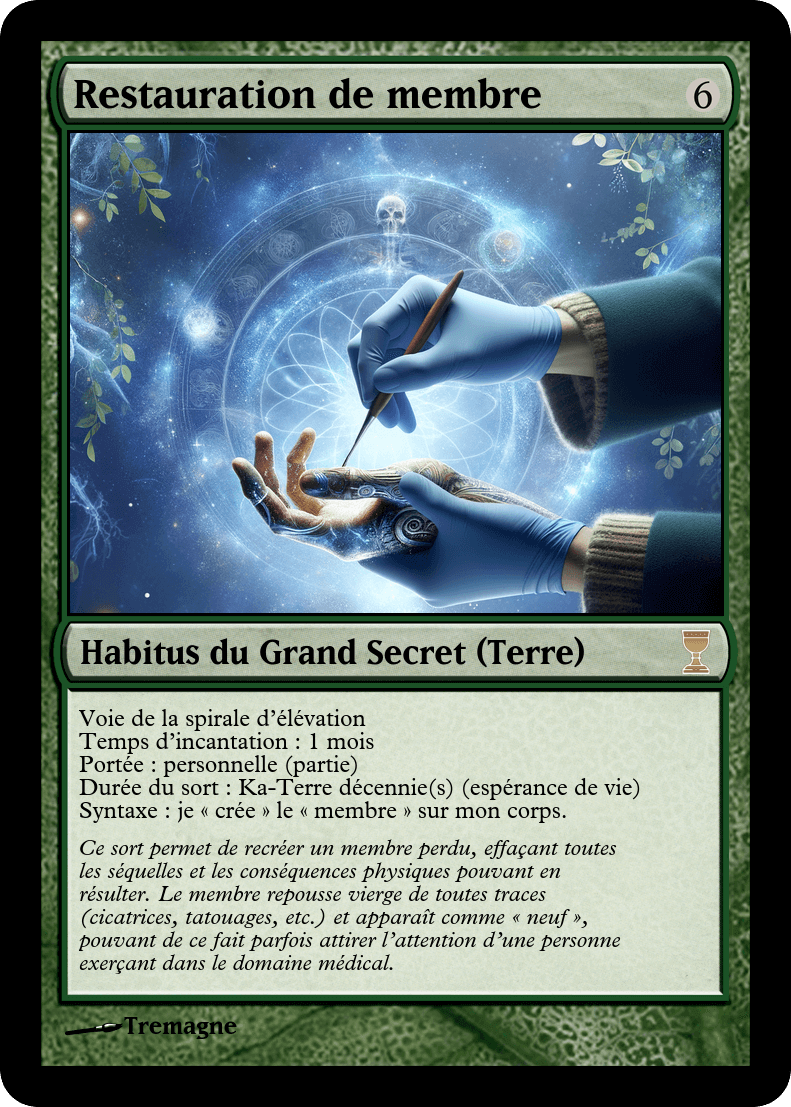 Restauration de membre 6
Habitus du Grand Secret (Terre)
Voie de la spirale d'élévation
Temps d'incantation : 1 mois
Portée : personnelle (partie)
Durée du sort : Ka-Terre décennie(s) (espérance de vie)
Syntaxe : je « crée » le « membre » sur mon corps.
Ce sort permet de recréer un membre perdu, effaçant toutes
les séquelles et les conséquences physiques pouvant en
résulter. Le membre repousse vierge de toutes traces
(cicatrices, tatouages, etc.) et apparaît comme « neuf »,
pouvant de ce fait parfois attirer l'attention d'une personne
exerçant dans le domaine médical.
Tremagne